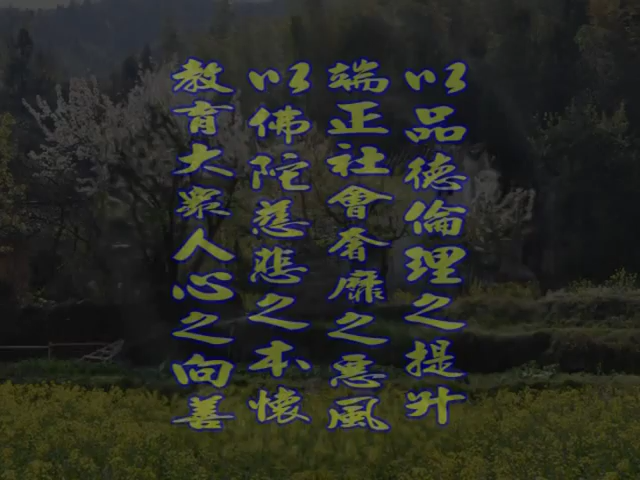 以品德倫理之提升
端正社會奢靡之惡風
以佛陀慈悲之本懷
教育大眾人心之向善